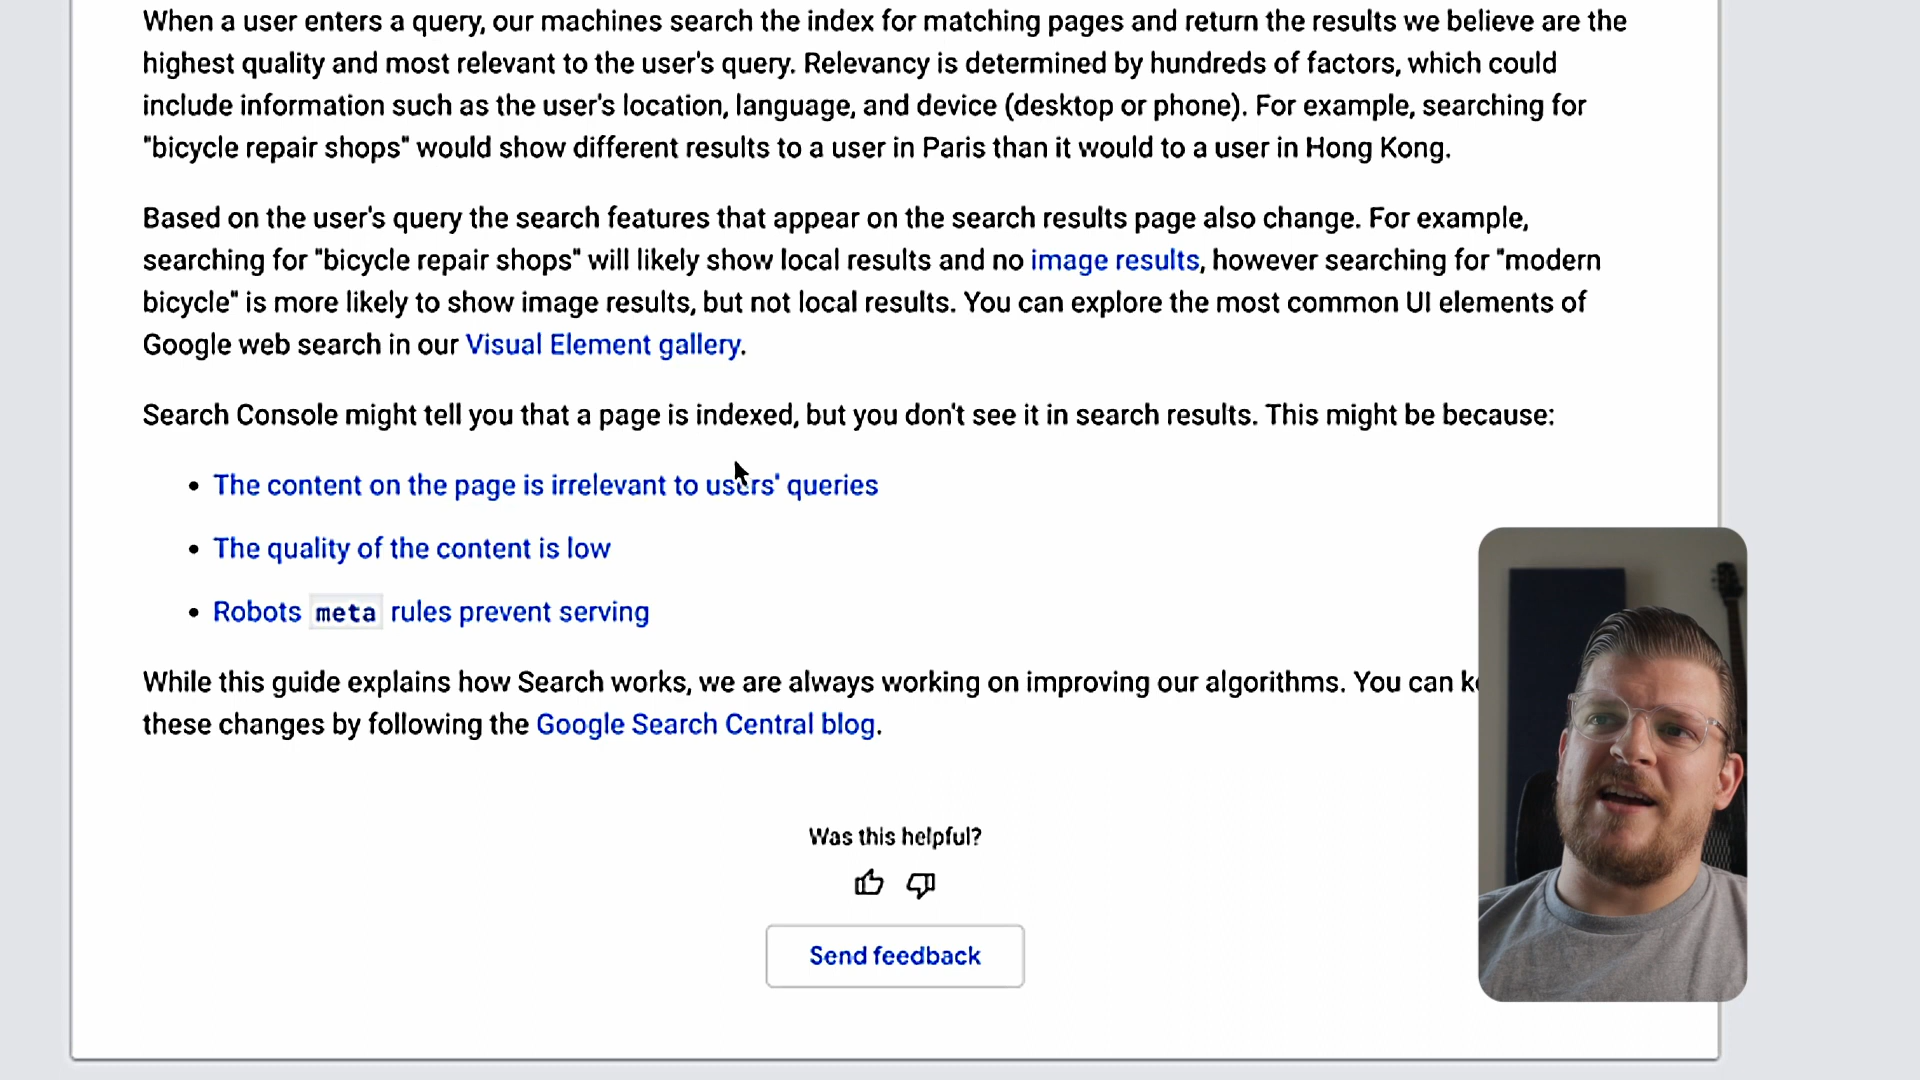 When a user enters a query, our machines search the index for matching pages and return the results we believe are the
highest quality and most relevant to the user's query. Relevancy is determined by hundreds of factors, which could
include information such as the user's location, language, and device (desktop or phone). For example, searching for
"bicycle repair shops" would show different results to a user in Paris than it would to a user in Hong Kong.
Based on the user's query the search features that appear on the search results page also change. For example,
searching for "bicycle repair shops" will likely show local results and no image results, however searching for "modern
bicycle" is more likely to show image results, but not local results. You can explore the most common UI elements of
Google web search in our Visual Element gallery.
Search Console might tell you that a page is indexed, but you don't see it in search results. This might be because:
• The content on the page is irrelevant to users' queries
• The quality of the content is low
• Robots meta rules prevent serving
While this guide explains how Search works, we are always working on improving our algorithms. You can
these changes by following the Google Search Central blog.
Was this helpful?
Send feedback